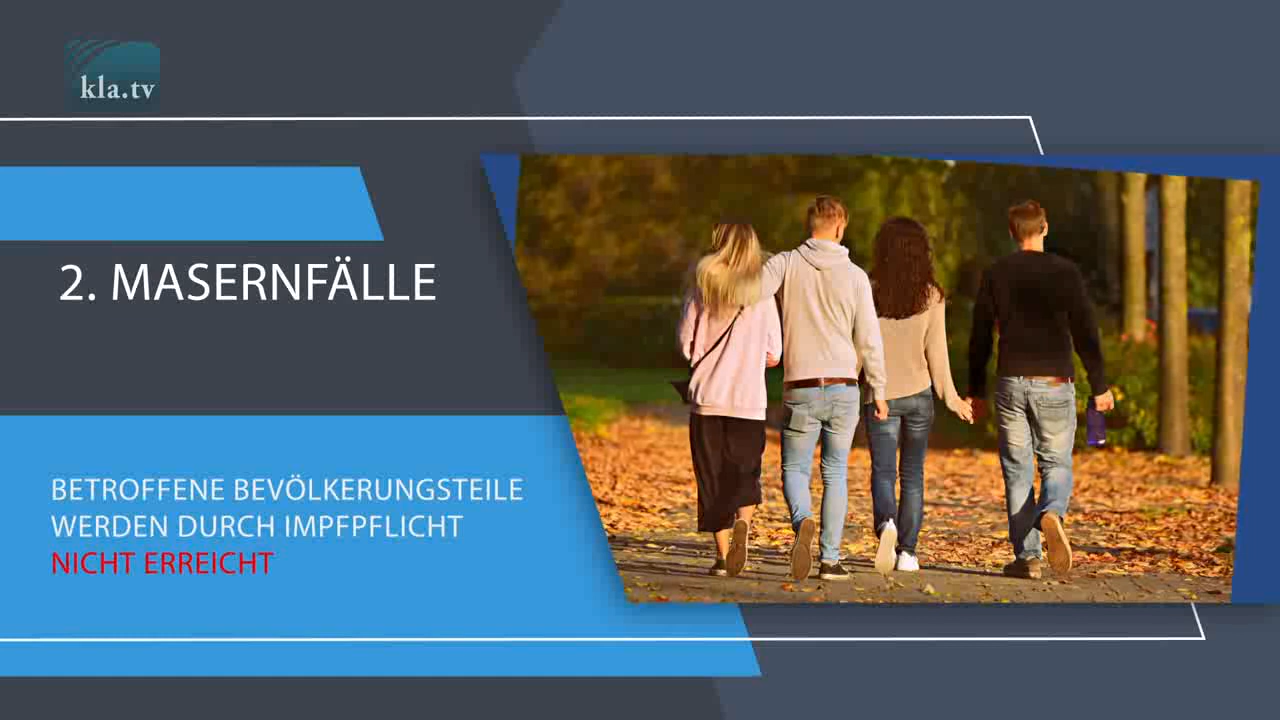 kla.tv
2. MASERNFÄLLE
BETROFFENE BEVÖLKERUNGSTEILE
WERDEN DURCH IMPFPFLICHT
NICHT ERREICHT